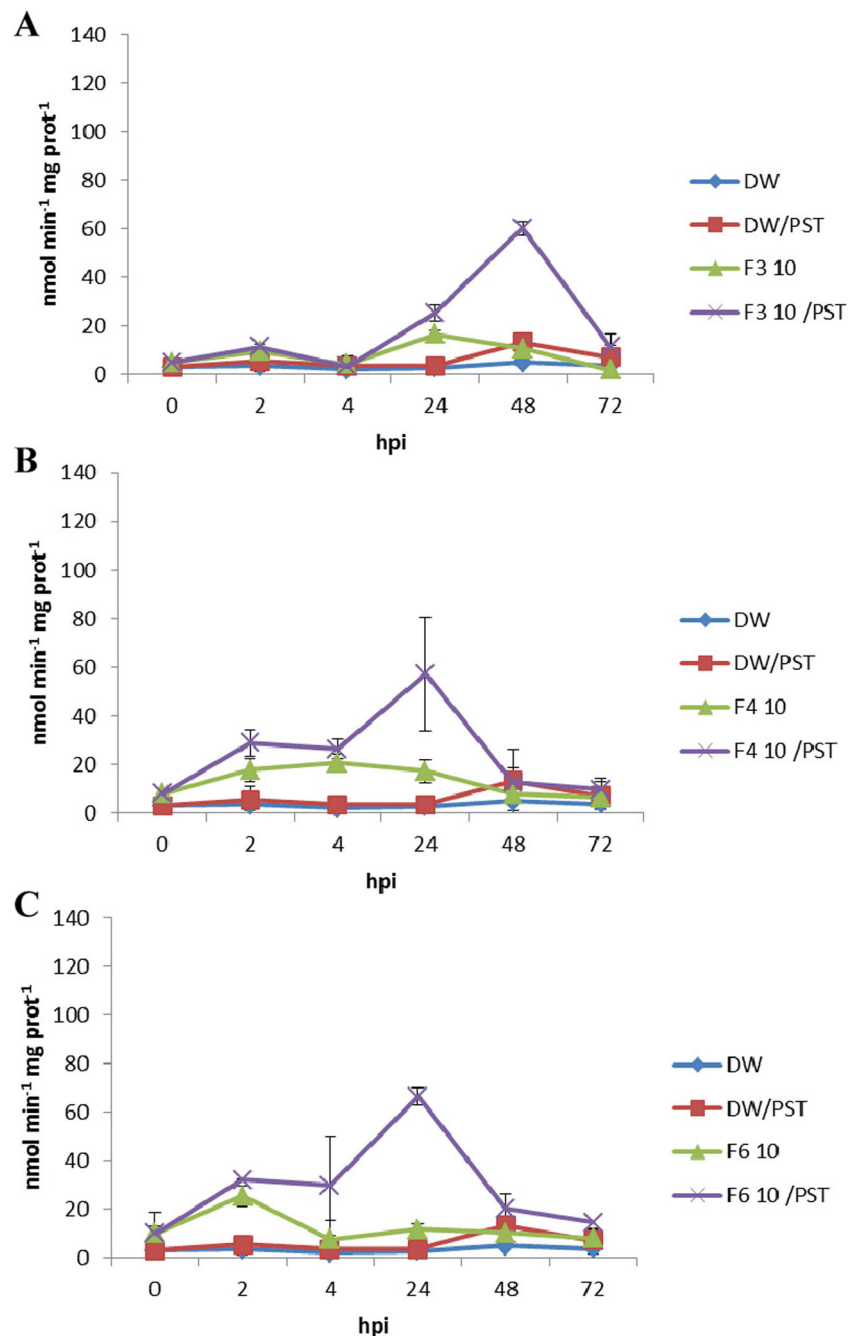 A
nmol min⁻¹ mg prot⁻¹
140
120
100
80
60
40
20
0
0 2 4 24 48 72
hpi
DW
DW/PST
F3 10
F3 10 /PST
B
nmol min⁻¹ mg prot⁻¹
140
120
100
80
60
40
20
0
0 2 4 24 48 72
hpi
DW
DW/PST
F4 10
F4 10 /PST
C
nmol min⁻¹ mg prot⁻¹
140
120
100
80
60
40
20
0
0 2 4 24 48 72
hpi
DW
DW/PST
F6 10
F6 10 /PST